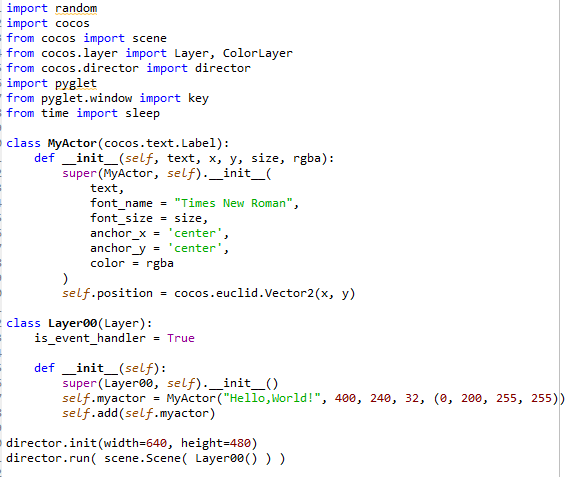 import random
import cocos
from cocos import scene
from cocos.layer import Layer, ColorLayer
from cocos.director import director
import pyglet
from pyglet.window import key
from time import sleep

class MyActor(cocos.text.Label):
    def __init__(self, text, x, y, size, rgba):
        super(MyActor, self).__init__(
            text,
            font_name = "Times New Roman",
            font_size = size,
            anchor_x = 'center',
            anchor_y = 'center',
            color = rgba
        )
        self.position = cocos.euclid.Vector2(x, y)

class Layer00(Layer):
    is_event_handler = True

    def __init__(self):
        super(Layer00, self).__init__()
        self.myactor = MyActor("Hello,World!", 400, 240, 32, (0, 200, 255, 255))
        self.add(self.myactor)

director.init(width=640, height=480)
director.run( scene.Scene( Layer00() ) )